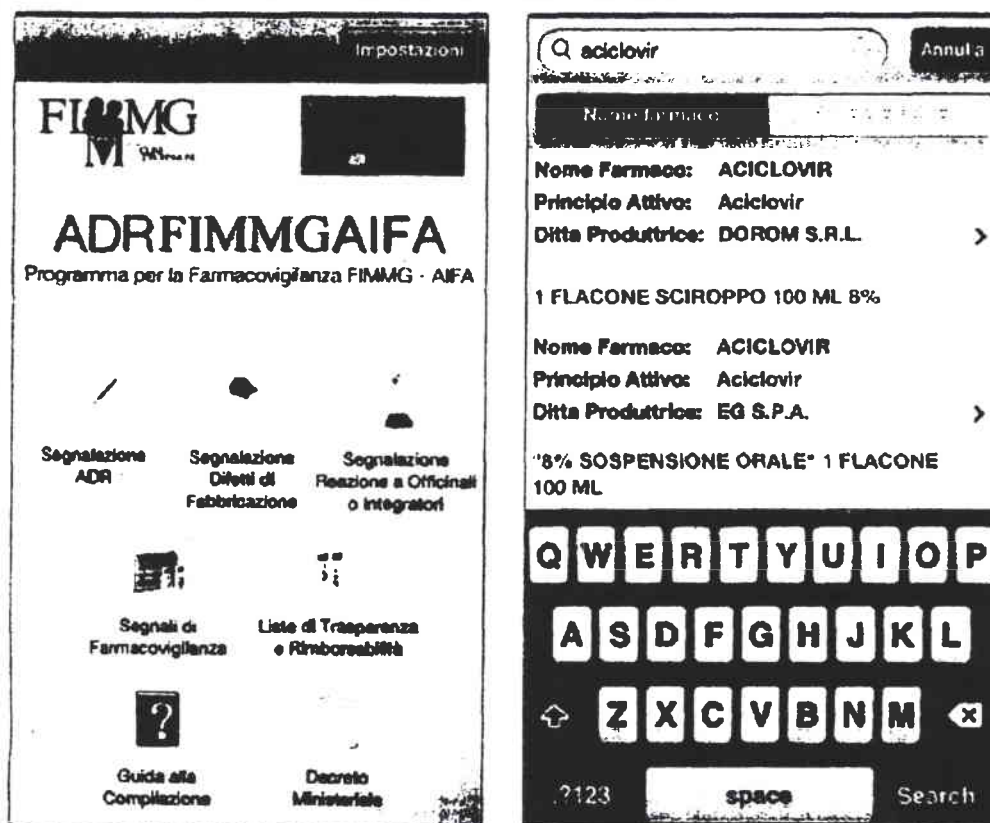 Impostazioni
FIMMG
ADRFIMMGAIFA
Programma per la Farmacovigilanza FIMMG - AIFA
Segnalazione
ADR
Segnalazione
Difetti di
Fabbricazione
Segnalazione
Reazione a Officinali
o Integratori
Segnali di
Farmacovigilanza
Liste di Trasparenza
e Rimborsabilità
?
Guida alla
Compilazione
Decreto
Ministeriale
aciclovir
Annulla
Nome farmaco
Nome Farmaco: ACICLOVIR
Principio Attivo: Aciclovir
Ditta Produttrice: DOROM S.R.L.
1 FLACONE SCIROPPO 100 ML 8%
Nome Farmaco: ACICLOVIR
Principio Attivo: Aciclovir
Ditta Produttrice: EG S.P.A.
"8% SOSPENSIONE ORALE" 1 FLACONE
100 ML
Q W E R T Y U I O P
A S D F G H J K L
Z X C V B N M
.?123 space Search